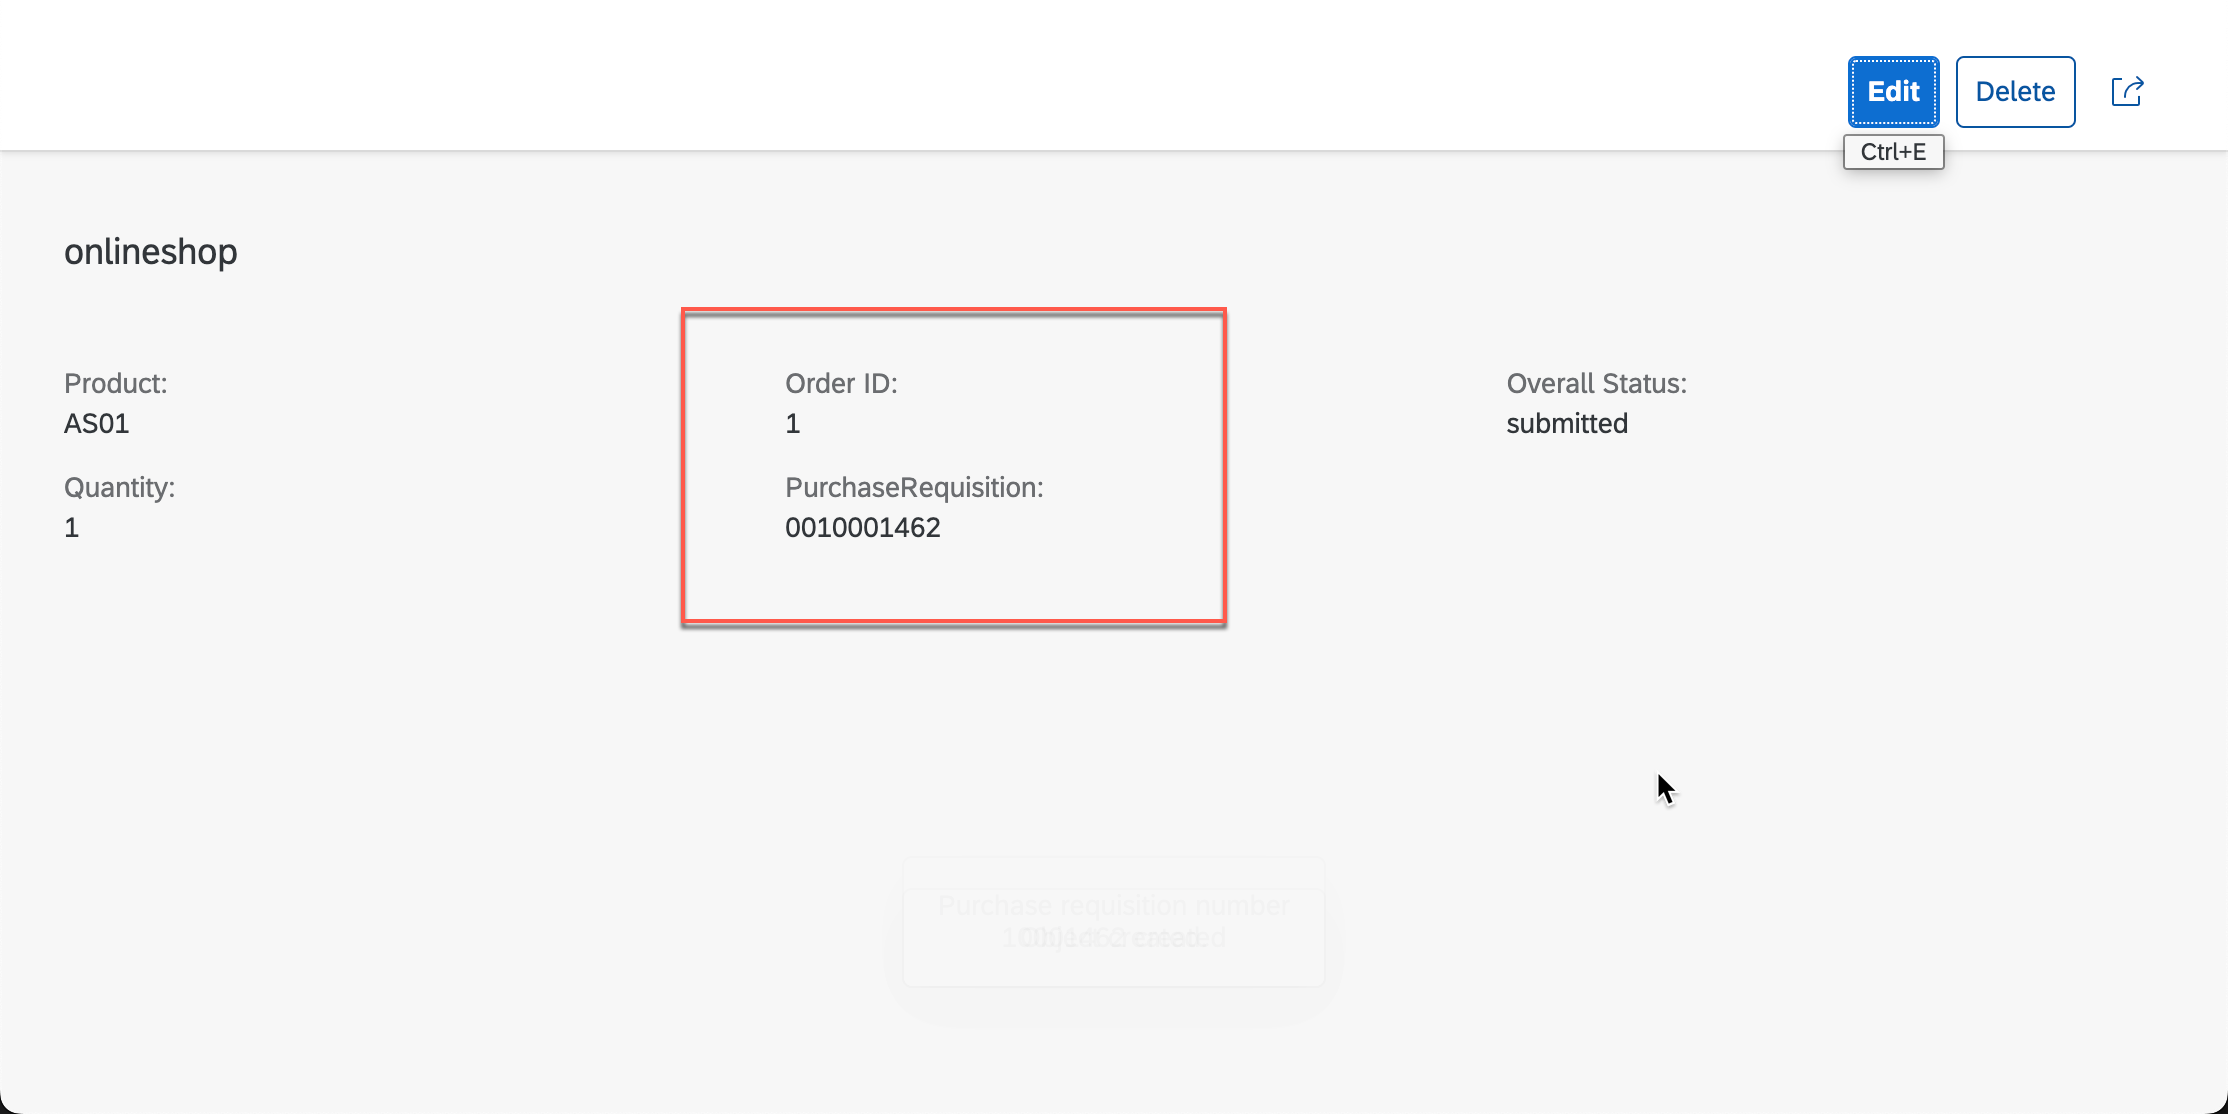 Edit
Delete
Ctrl+E
onlineshop
Product:
AS01
Quantity:
1
Order ID:
1
PurchaseRequisition:
0010001462
Overall Status:
submitted
Purchase requisition number
created